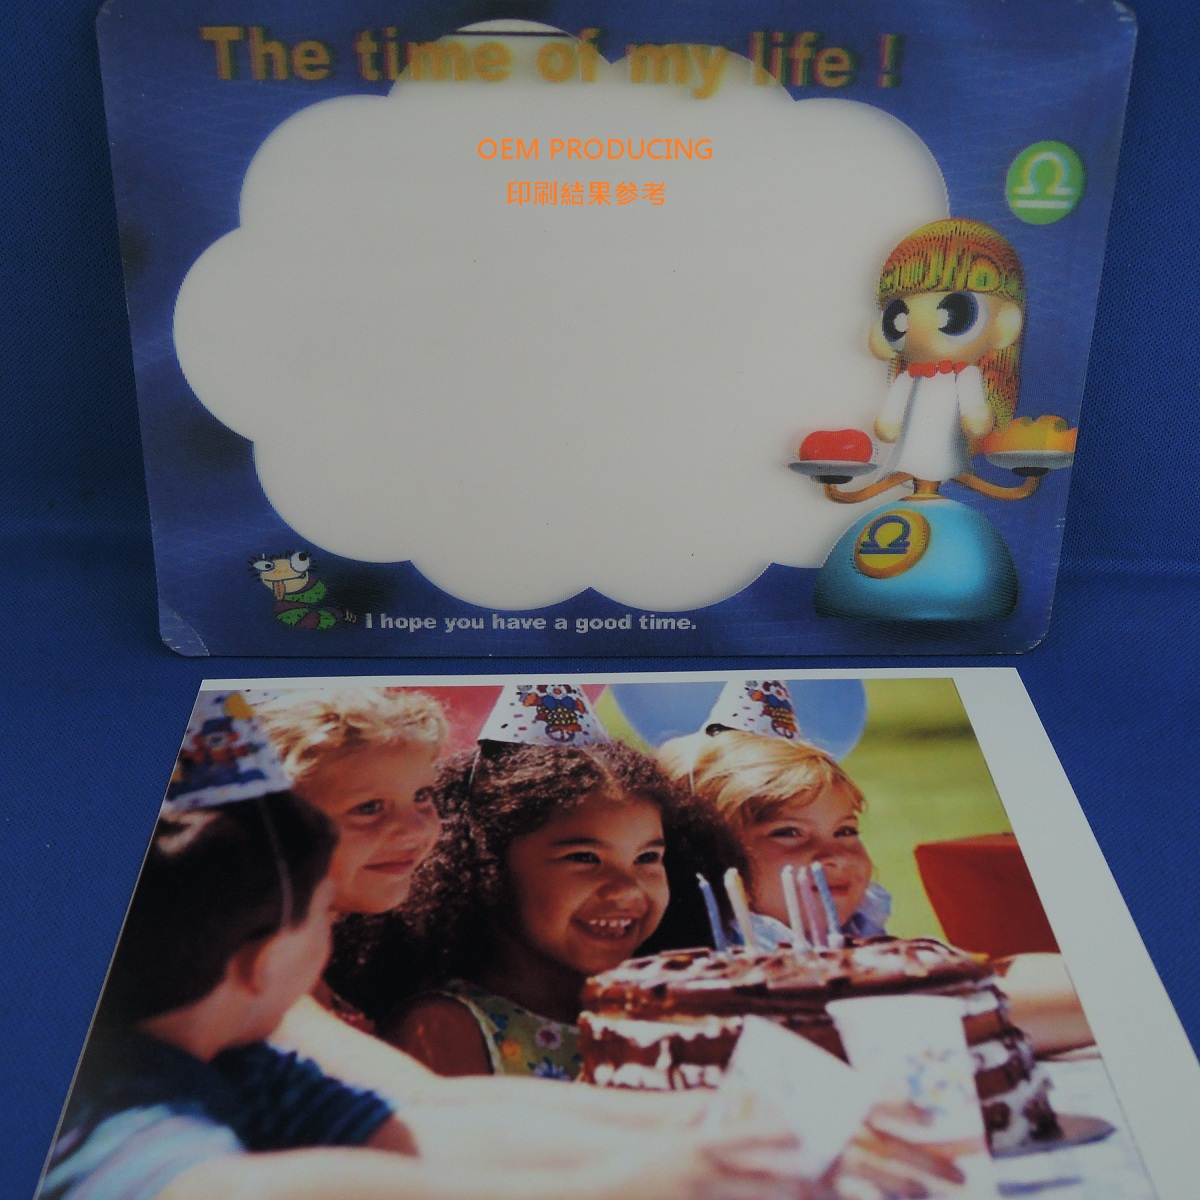 The time of my life !
OEM PRODUCING
印刷結果參考
I hope you have a good time.